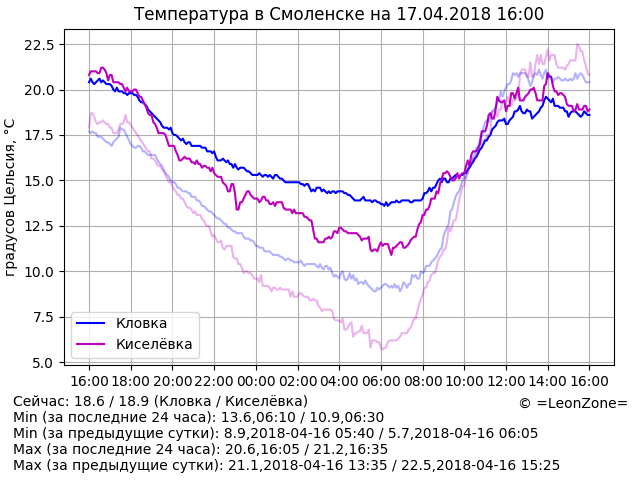 Температура в Смоленске на 17.04.2018 16:00
градусов Цельсия, °C
22.5
20.0
17.5
15.0
12.5
10.0
7.5
5.0
Кловка
Киселёвка
16:00 18:00 20:00 22:00 00:00 02:00 04:00 06:00 08:00 10:00 12:00 14:00 16:00
Сейчас: 18.6 / 18.9 (Кловка / Киселёвка)
© =LeonZone=
Min (за последние 24 часа): 13.6,06:10 / 10.9,06:30
Min (за предыдущие сутки): 8.9,2018-04-16 05:40 / 5.7,2018-04-16 06:05
Max (за последние 24 часа): 20.6,16:05 / 21.2,16:35
Max (за предыдущие сутки): 21.1,2018-04-16 13:35 / 22.5,2018-04-16 15:25